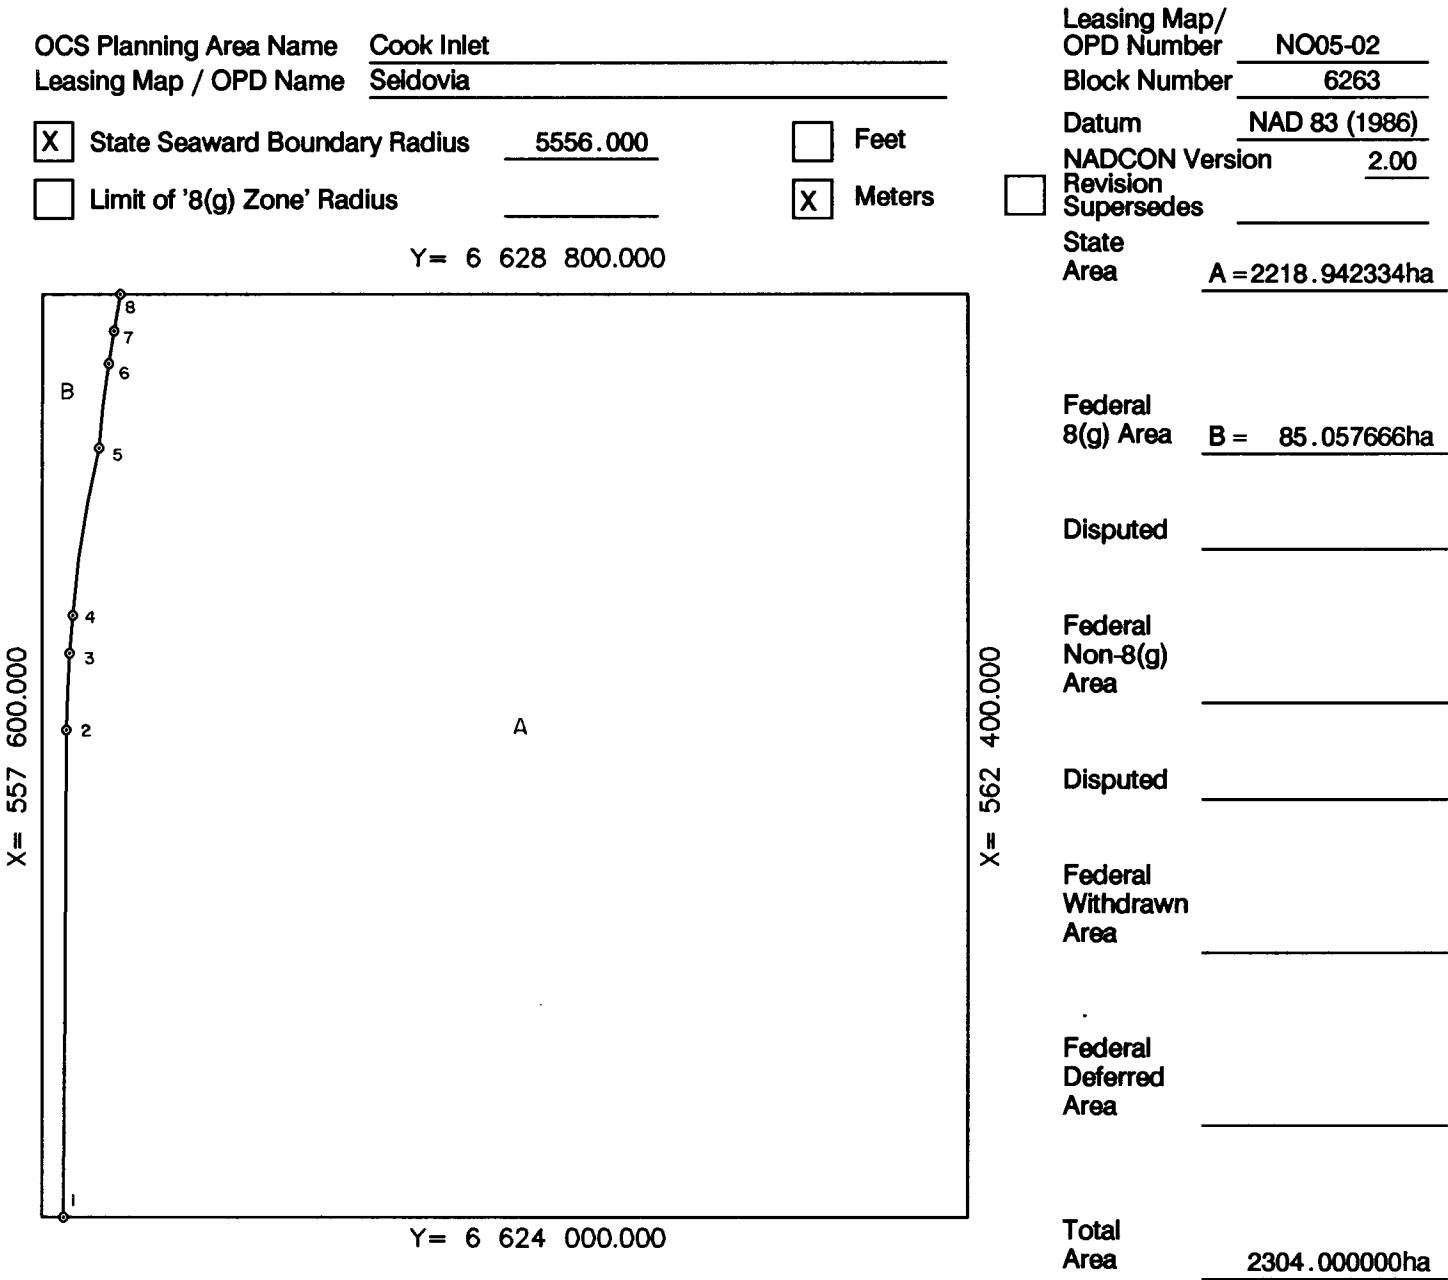 OCS Planning Area Name Cook Inlet
Leasing Map / OPD Name Seldovia
X State Seaward Boundary Radius 5556.000 Feet
Limit of '8(g) Zone' Radius X Meters
Leasing Map/
OPD Number NO05-02
Block Number 6263
Datum NAD 83 (1986)
NADCON Version 2.00
Revision
Supersedes
State
Area A =2218.942334ha
Y= 6 628 800.000
8
7
6
B
5
4
3
2
1
A
X= 557 600.000
X= 562 400.000
Y= 6 624 000.000
Federal
8(g) Area B = 85.057666ha
Disputed
Federal
Non-8(g)
Area
Disputed
Federal
Withdrawn
Area
Federal
Deferred
Area
Total
Area 2304.000000ha